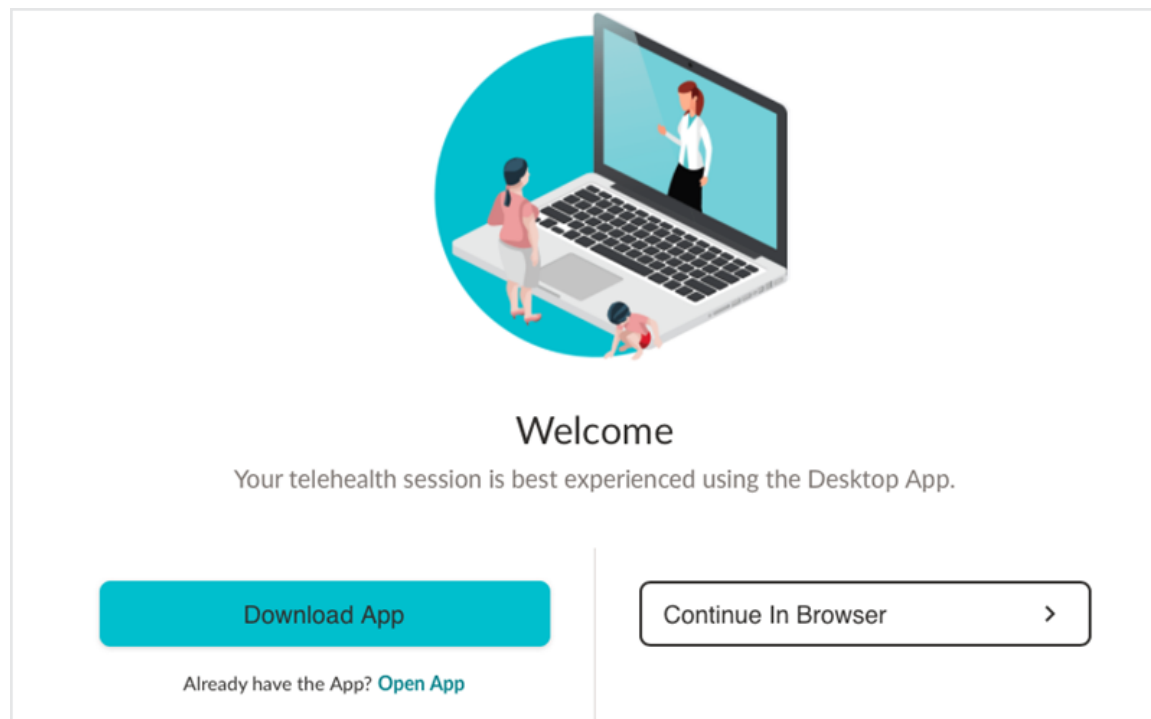 Welcome
Your telehealth session is best experienced using the Desktop App.
Download App
Already have the App? Open App
Continue In Browser